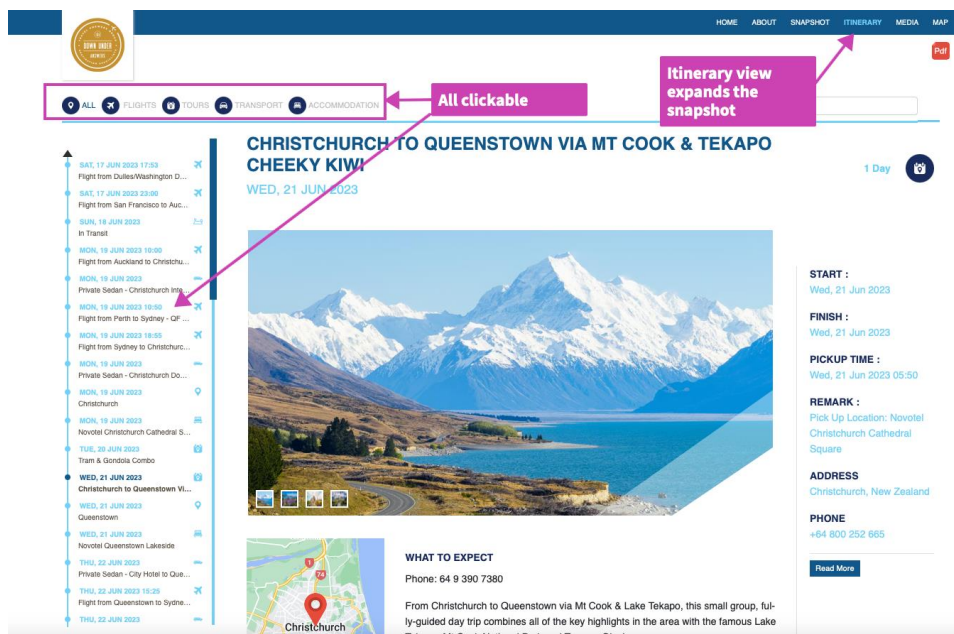 HOME ABOUT SNAPSHOT ITINERARY MEDIA MAP
DOWN UNDER
ANSWERS
Pdf
Itinerary view
expands the
snapshot
All clickable
ALL FLIGHTS TOURS TRANSPORT ACCOMMODATION
CHRISTCHURCH TO QUEENSTOWN VIA MT COOK & TEKAPO
CHEEKY KIWI
WED, 21 JUN 2023
1 Day
SAT, 17 JUN 2023 17:53
Flight from Dulles/Washington D...
SAT, 17 JUN 2023 23:00
Flight from San Francisco to Auc...
SUN, 18 JUN 2023
In Transit
MON, 19 JUN 2023 10:00
Flight from Auckland to Christchu...
MON, 19 JUN 2023
Private Sedan - Christchurch Inte...
MON, 19 JUN 2023 10:50
Flight from Perth to Sydney - QF ...
MON, 19 JUN 2023 18:55
Flight from Sydney to Christchurc...
MON, 19 JUN 2023
Private Sedan - Christchurch Do...
MON, 19 JUN 2023
Christchurch
MON, 19 JUN 2023
Novotel Christchurch Cathedral S...
TUE, 20 JUN 2023
Tram & Gondola Combo
WED, 21 JUN 2023
Christchurch to Queenstown Vi...
WED, 21 JUN 2023
Queenstown
WED, 21 JUN 2023
Novotel Queenstown Lakeside
THU, 22 JUN 2023
Private Sedan - City Hotel to Que...
THU, 22 JUN 2023 15:25
Flight from Queenstown to Sydne...
THU, 22 JUN 2023
START :
Wed, 21 Jun 2023
FINISH :
Wed, 21 Jun 2023
PICKUP TIME :
Wed, 21 Jun 2023 05:50
REMARK :
Pick Up Location: Novotel
Christchurch Cathedral
Square
ADDRESS
Christchurch, New Zealand
PHONE
+64 800 252 665
Read More
1
74
Christchurch
WHAT TO EXPECT
Phone: 64 9 390 7380
From Christchurch to Queenstown via Mt Cook & Lake Tekapo, this small group, ful-
ly-guided day trip combines all of the key highlights in the area with the famous Lake